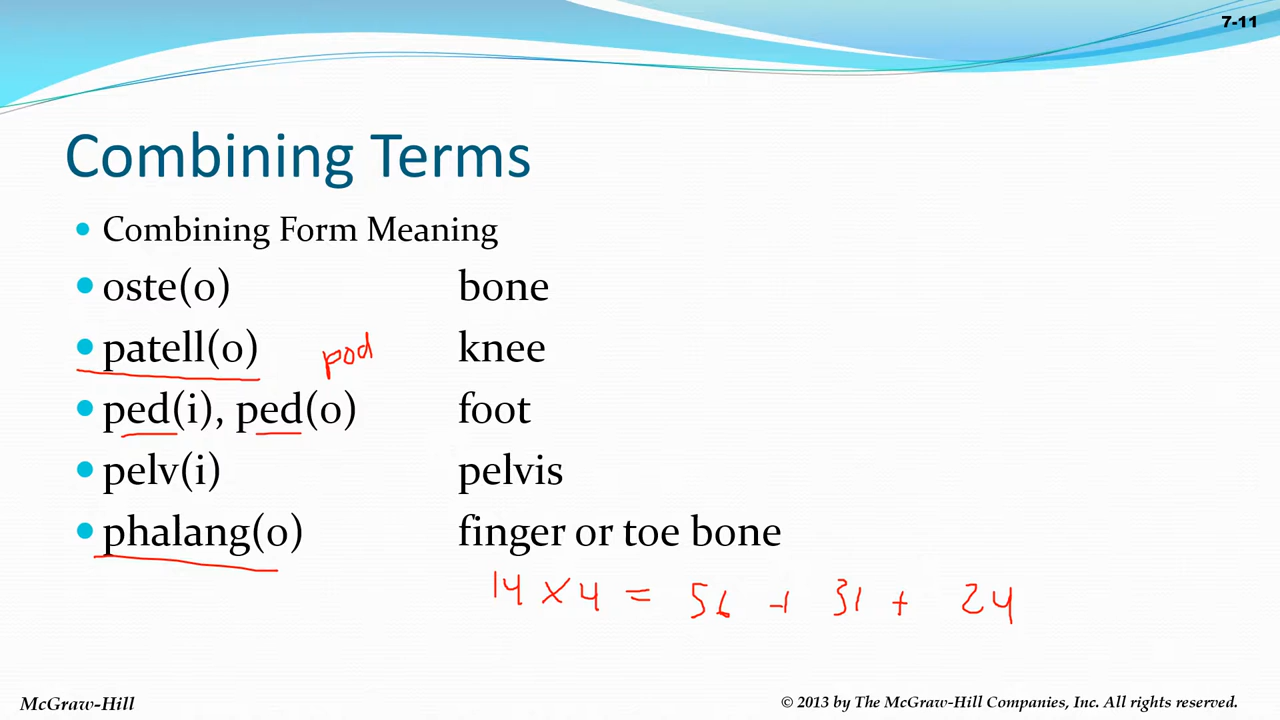 7-11
Combining Terms
• Combining Form Meaning
• oste(o) bone
• patell(o) pod knee
• ped(i), ped(o) foot
• pelv(i) pelvis
• phalang(o) finger or toe bone
14 × 4 = 56 + 31 + 24
McGraw-Hill © 2013 by The McGraw-Hill Companies, Inc. All rights reserved.